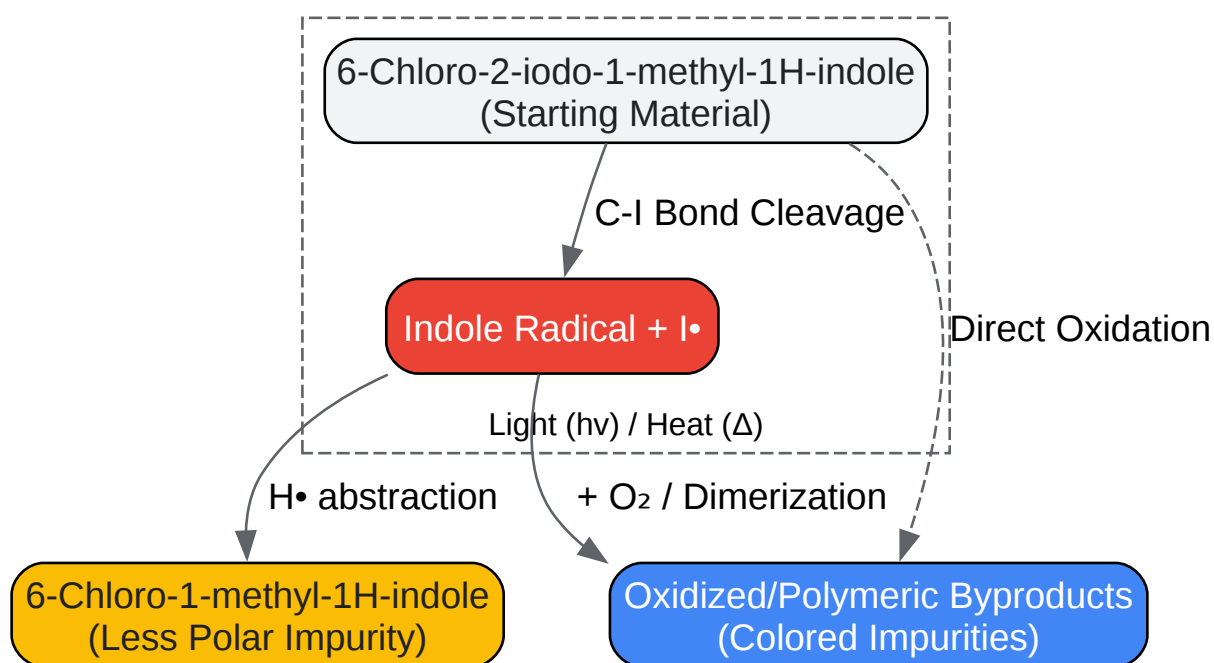 6-Chloro-2-iodo-1-methyl-1H-indole
(Starting Material)
C-I Bond Cleavage
Indole Radical + I•
Direct Oxidation
Light (hv) / Heat (Δ)
H• abstraction
+ O₂ / Dimerization
6-Chloro-1-methyl-1H-indole
(Less Polar Impurity)
Oxidized/Polymeric Byproducts
(Colored Impurities)